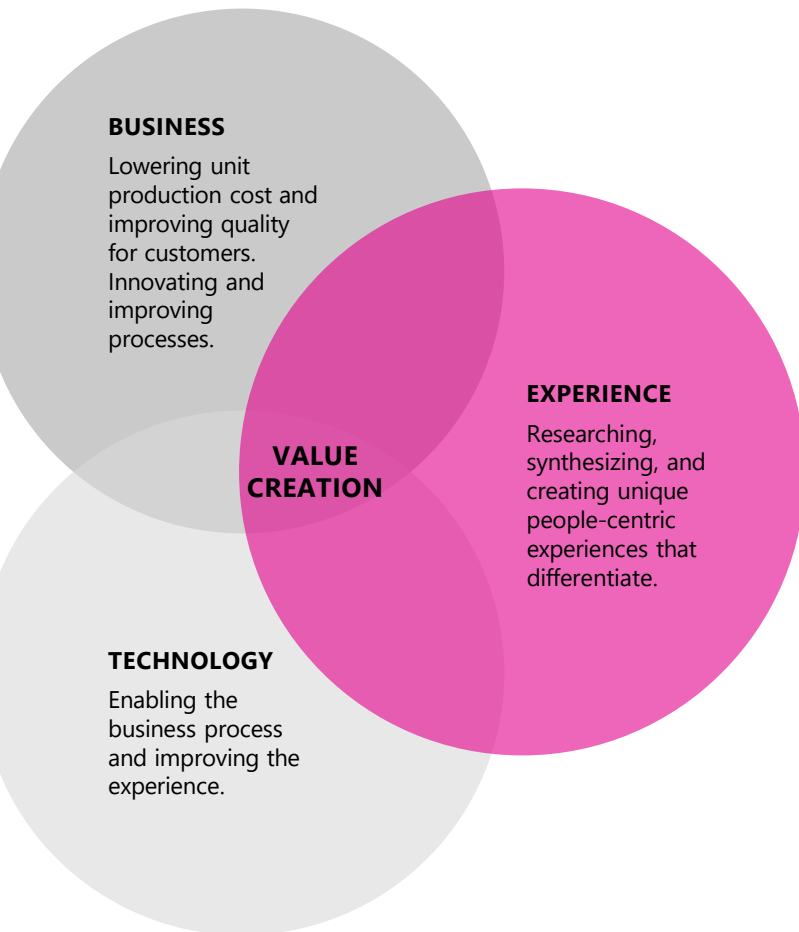 BUSINESS
Lowering unit
production cost and
improving quality
for customers.
Innovating and
improving
processes.
EXPERIENCE
Researching,
synthesizing, and
creating unique
people-centric
experiences that
differentiate.
VALUE
CREATION
TECHNOLOGY
Enabling the
business process
and improving the
experience.